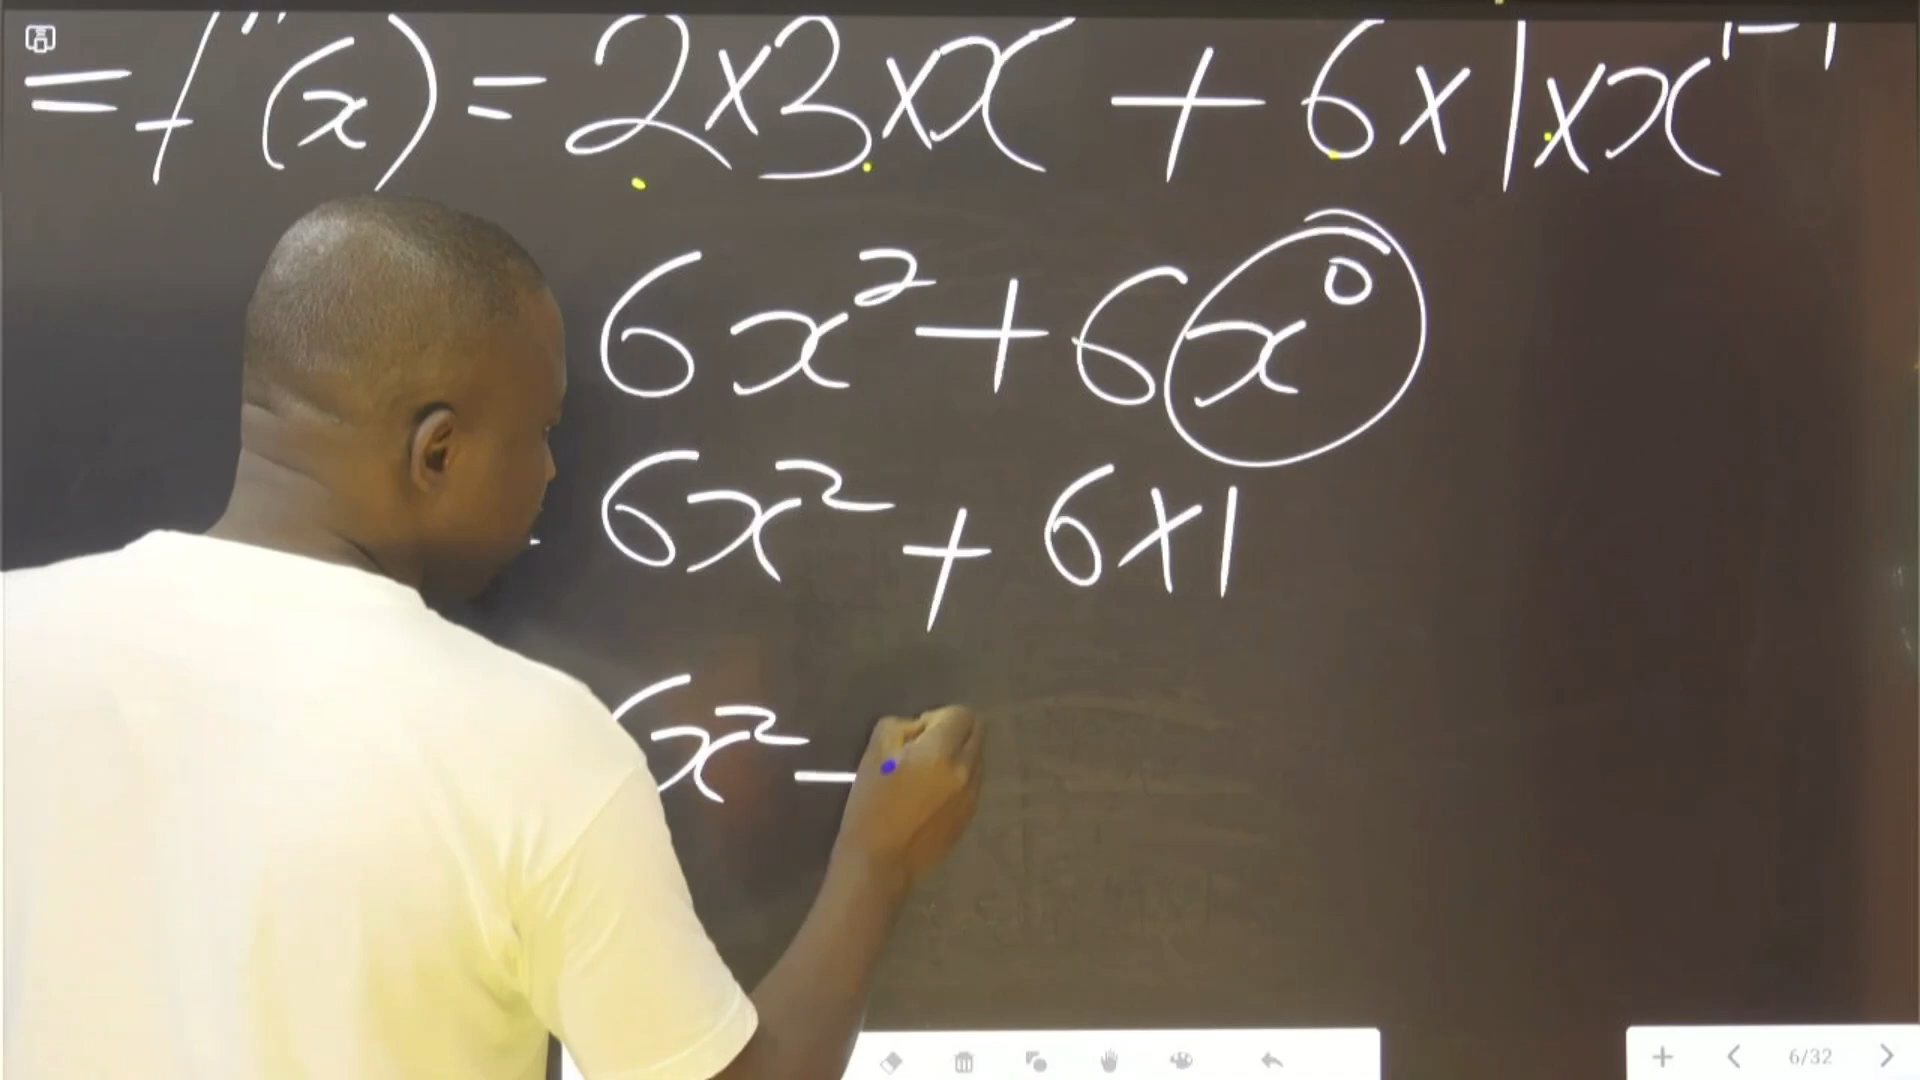 = f''(x) = 2×3×x + 6×1×x¹⁻¹
6x² + 6x⁰
6x² + 6×1
6x² -
6/32